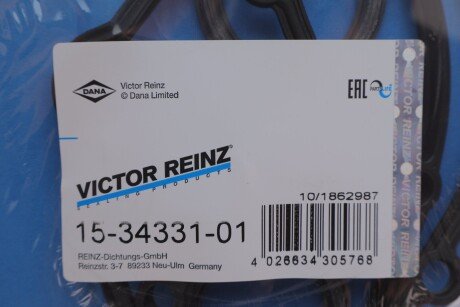 DANA
Victor Reinz
© Dana Limited
EAC
PARTSLIFE
VICTOR REINZ®
SEALING PRODUCTS
10/1862987
15-34331-01
REINZ-Dichtungs-GmbH
Reinzstr. 3-7 89233 Neu-Ulm Germany
4 026634 305768